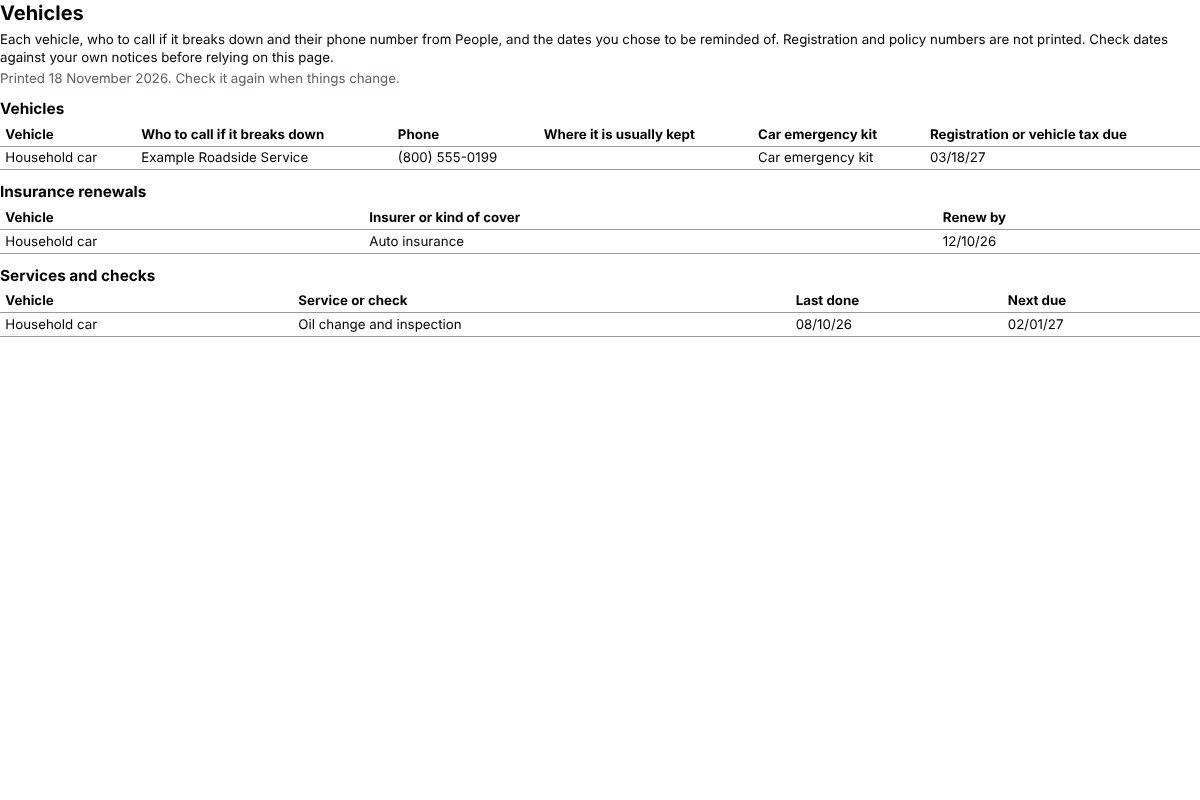 Vehicles
Each vehicle, who to call if it breaks down and their phone number from People, and the dates you chose to be reminded of. Registration and policy numbers are not printed. Check dates
against your own notices before relying on this page.
Printed 18 November 2026. Check it again when things change.
Vehicles
Vehicle Who to call if it breaks down Phone Where it is usually kept Car emergency kit Registration or vehicle tax due
Household car Example Roadside Service (800) 555-0199 Car emergency kit 03/18/27
Insurance renewals
Vehicle Insurer or kind of cover Renew by
Household car Auto insurance 12/10/26
Services and checks
Vehicle Service or check Last done Next due
Household car Oil change and inspection 08/10/26 02/01/27